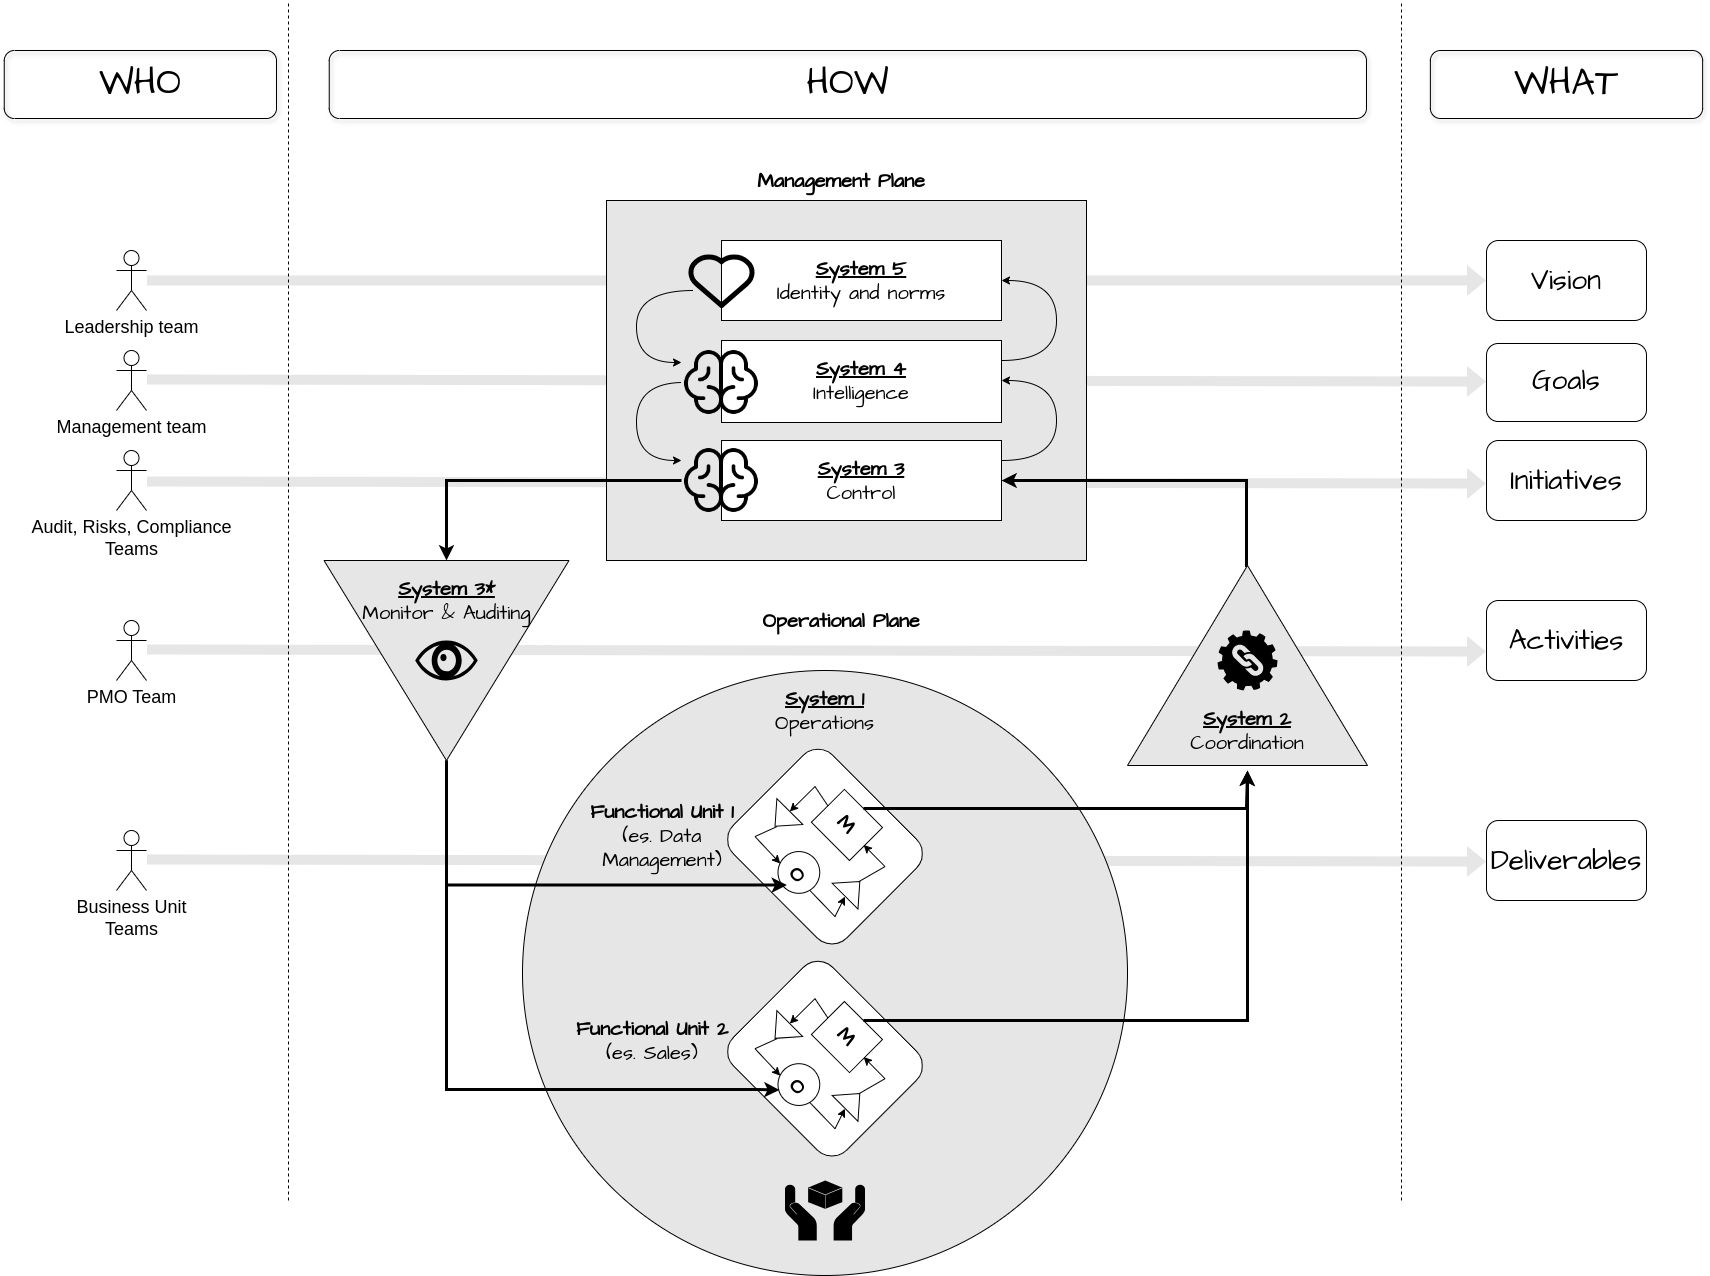 WHO
HOW
WHAT
Management Plane
System 5
Identity and norms
Leadership team
Vision
System 4
Intelligence
Management team
Goals
System 3
Control
Audit, Risks, Compliance
Teams
Initiatives
System 3*
Monitor & Auditing
Operational Plane
PMO Team
Activities
System 1
Operations
System 2
Coordination
Functional Unit 1
(es. Data
Management)
M
O
Business Unit
Teams
Deliverables
Functional Unit 2
(es. Sales)
M
O